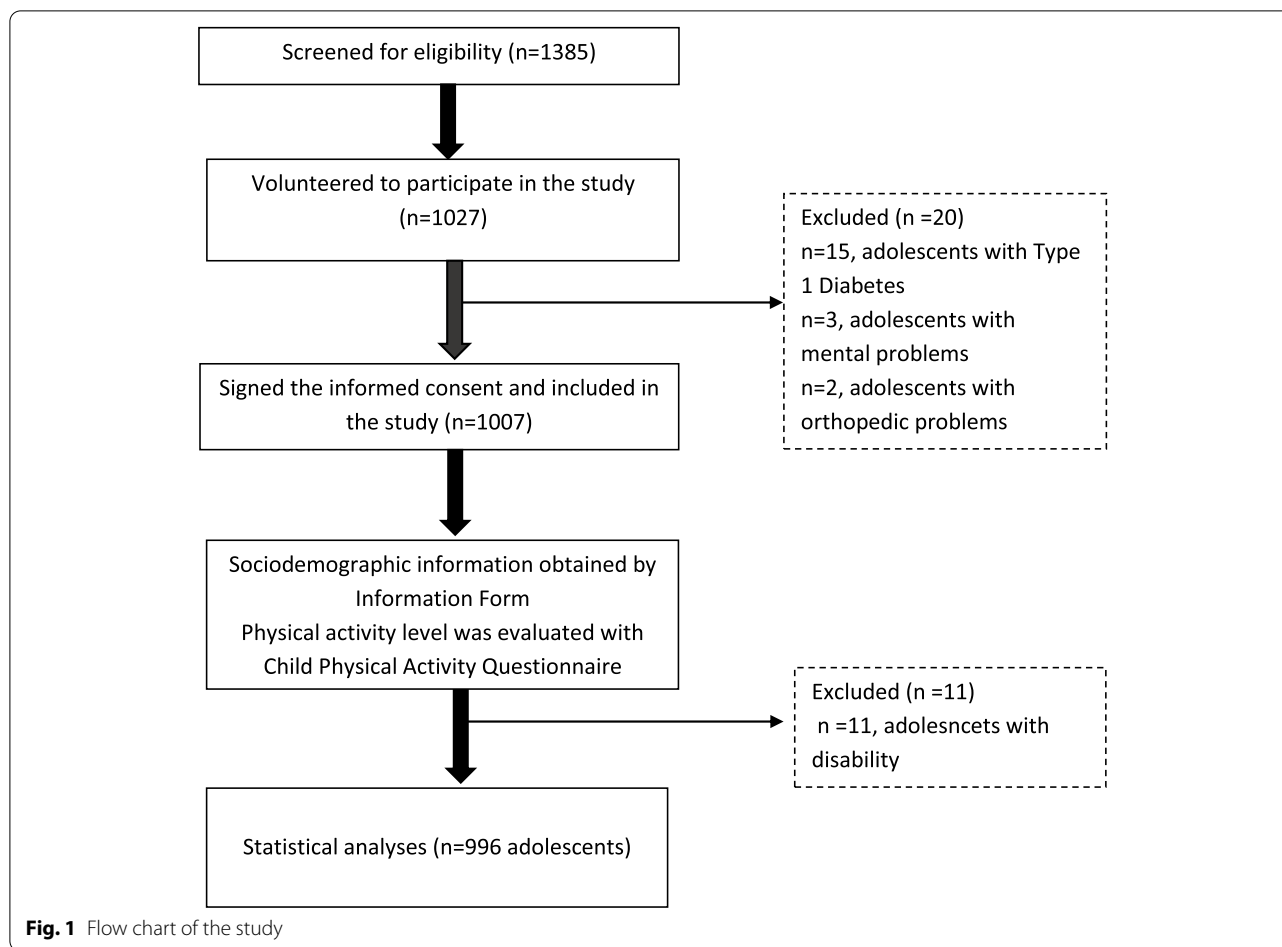 Screened for eligibility (n=1385)
Volunteered to participate in the study
(n=1027)
Excluded (n =20)
n=15, adolescents with Type
1 Diabetes
n=3, adolescents with
mental problems
n=2, adolescents with
orthopedic problems
Signed the informed consent and included in
the study (n=1007)
Sociodemographic information obtained by
Information Form
Physical activity level was evaluated with
Child Physical Activity Questionnaire
Excluded (n =11)
n =11, adolesncets with
disability
Statistical analyses (n=996 adolescents)
Fig. 1 Flow chart of the study